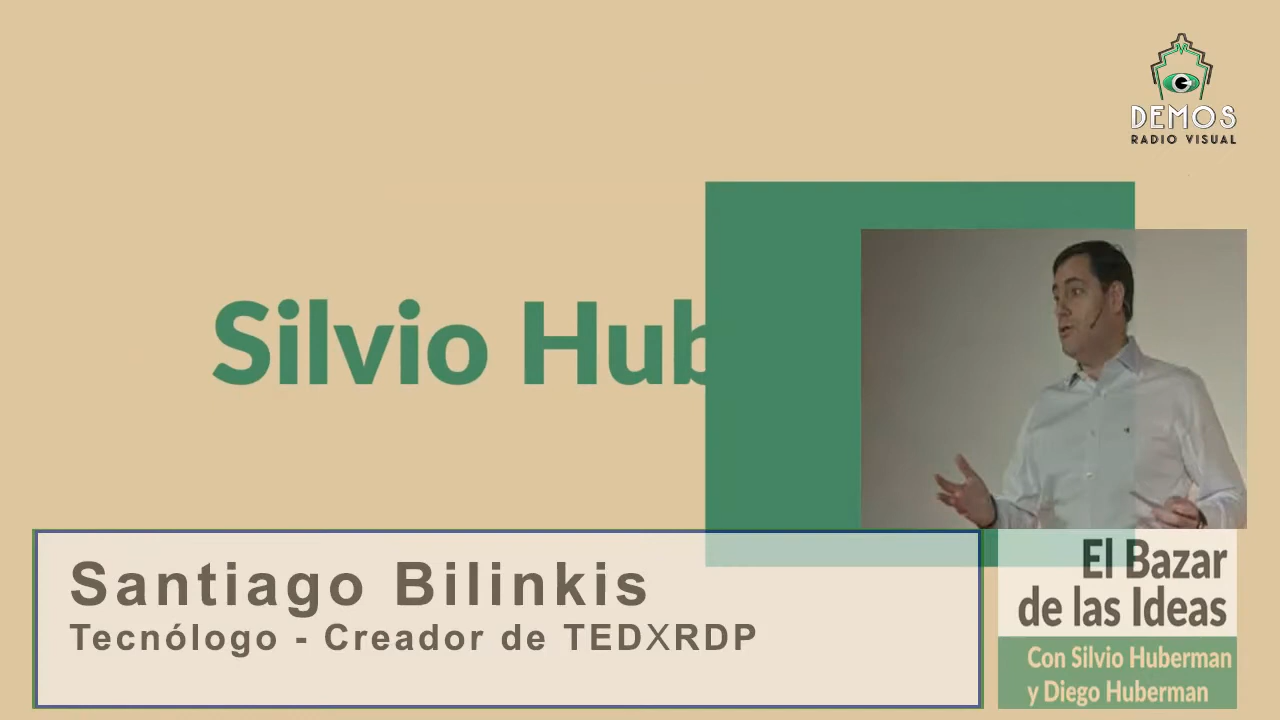 DEMOS
RADIO VISUAL
Silvio Hub
Santiago Bilinkis
Tecnólogo - Creador de TEDXRDP
El Bazar
de las Ideas
Con Silvio Huberman
y Diego Huberman